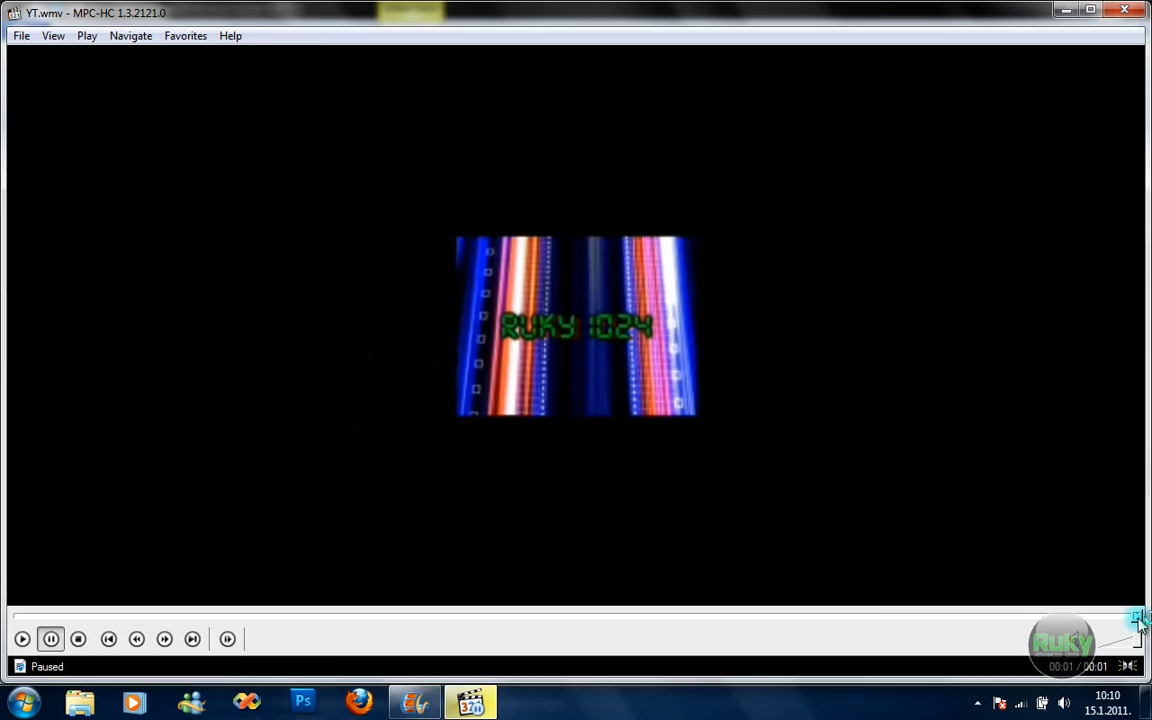 YT.wmv - MPC-HC 1.3.2121.0
File View Play Navigate Favorites Help
RUKY 1024
Ruky
Paused
00:01 / 00:01
Ps
10:10
15.1.2011.